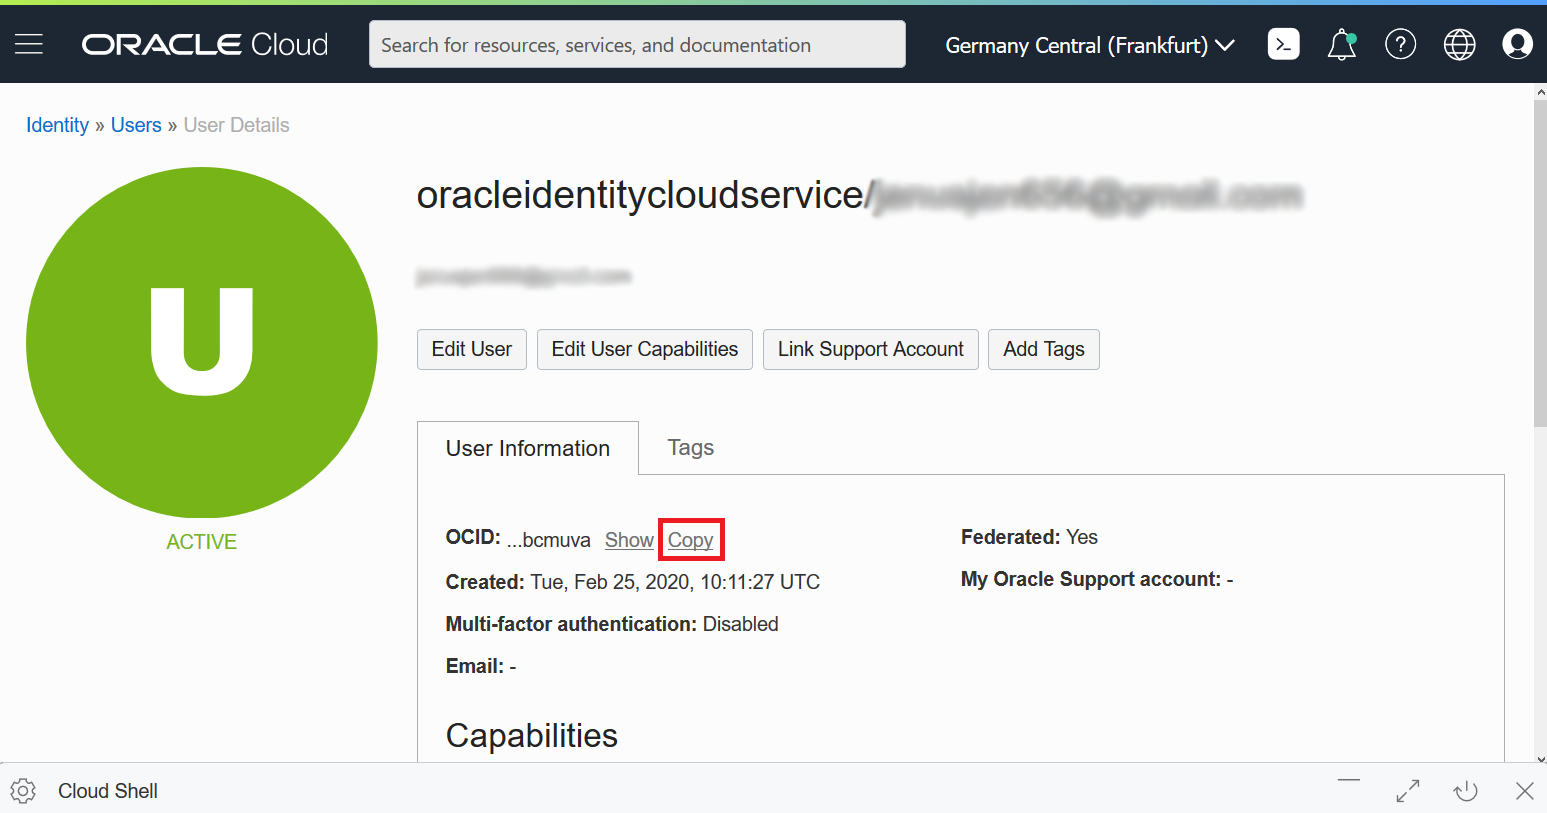 ORACLE Cloud
Search for resources, services, and documentation
Germany Central (Frankfurt)
Identity » Users » User Details
oracleidentitycloudservice/
U
ACTIVE
Edit User
Edit User Capabilities
Link Support Account
Add Tags
User Information
Tags
OCID: ...bcmuva Show Copy
Federated: Yes
Created: Tue, Feb 25, 2020, 10:11:27 UTC
My Oracle Support account: -
Multi-factor authentication: Disabled
Email: -
Capabilities
Cloud Shell